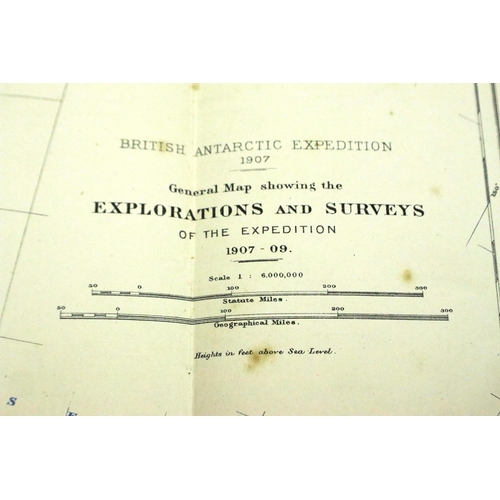 BRITISH ANTARCTIC EXPEDITION
1907
General Map showing the
EXPLORATIONS AND SURVEYS
OF THE EXPEDITION
1907 - 09.
Scale 1 : 6,000,000
50 0 100 200 300
Statute Miles.
50 0 100 200 300
Geographical Miles.
Heights in feet above Sea Level.
S